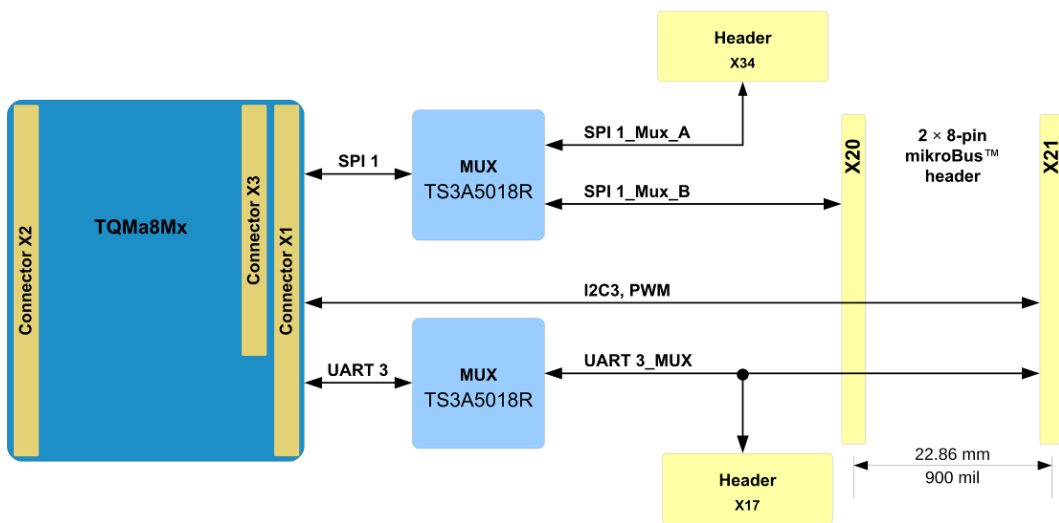 Header
X34
SPI 1_Mux_A
SPI 1
MUX
TS3A5018R
SPI 1_Mux_B
X20
2 × 8-pin
mikroBus™
header
X21
Connector X2
TQMa8Mx
Connector X3
Connector X1
I2C3, PWM
UART 3
MUX
TS3A5018R
UART 3_MUX
Header
X17
22.86 mm
900 mil